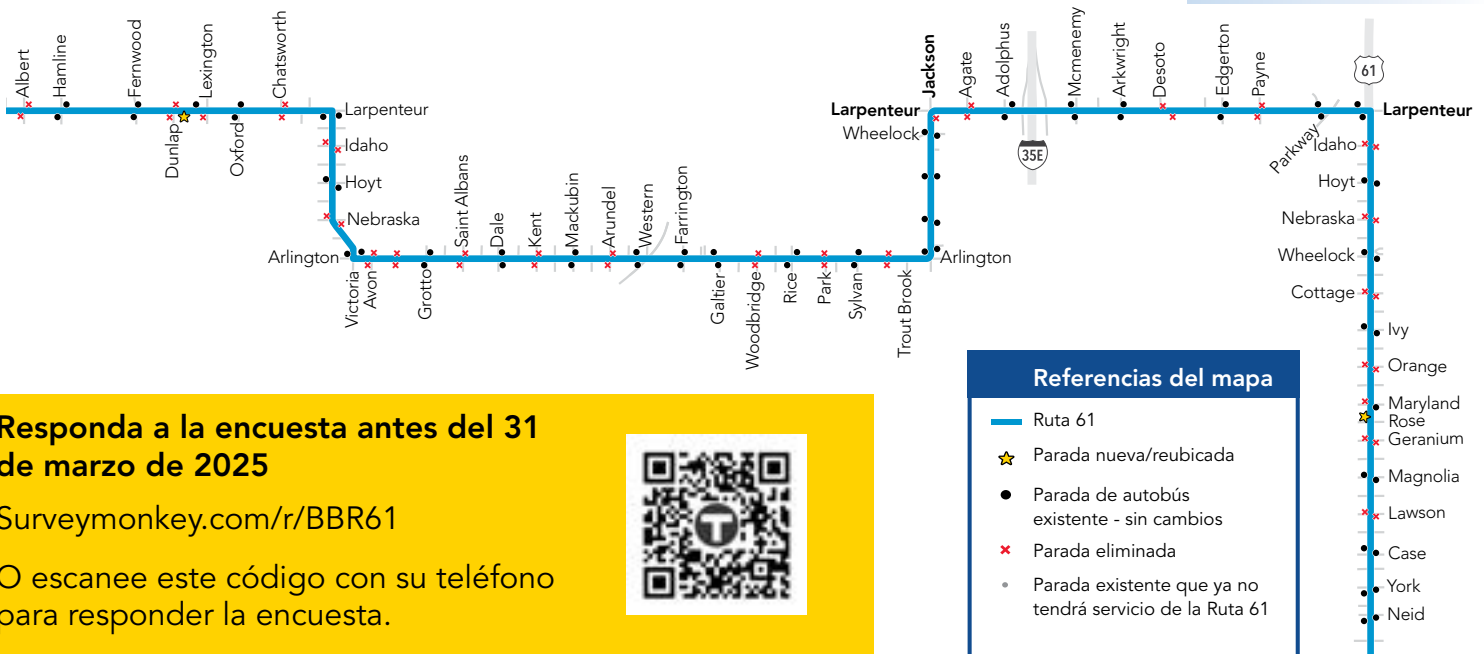 Albert
Hamline
Fernwood
Dunlap
Lexington
Oxford
Chatsworth
Larpenteur
Idaho
Hoyt
Nebraska
Arlington
Victoria
Avon
Grotto
Saint Albans
Dale
Kent
Mackubin
Arundel
Western
Farrington
Galtier
Woodbridge
Rice
Park
Sylvan
Trout Brook
Arlington
Wheelock
Larpenteur
Jackson
Agate
Adolphus
35E
Mcmenemy
Arkwright
Desoto
Edgerton
Payne
Parkway
61
Larpenteur
Idaho
Hoyt
Nebraska
Wheelock
Cottage
Ivy
Orange
Maryland
Rose
Geranium
Magnolia
Lawson
Case
York
Neid
Responda a la encuesta antes del 31
de marzo de 2025
Surveymonkey.com/r/BBR61
O escanee este código con su teléfono
para responder la encuesta.
T
Referencias del mapa
Ruta 61
Parada nueva/reubicada
Parada de autobús
existente - sin cambios
Parada eliminada
Parada existente que ya no
tendrá servicio de la Ruta 61